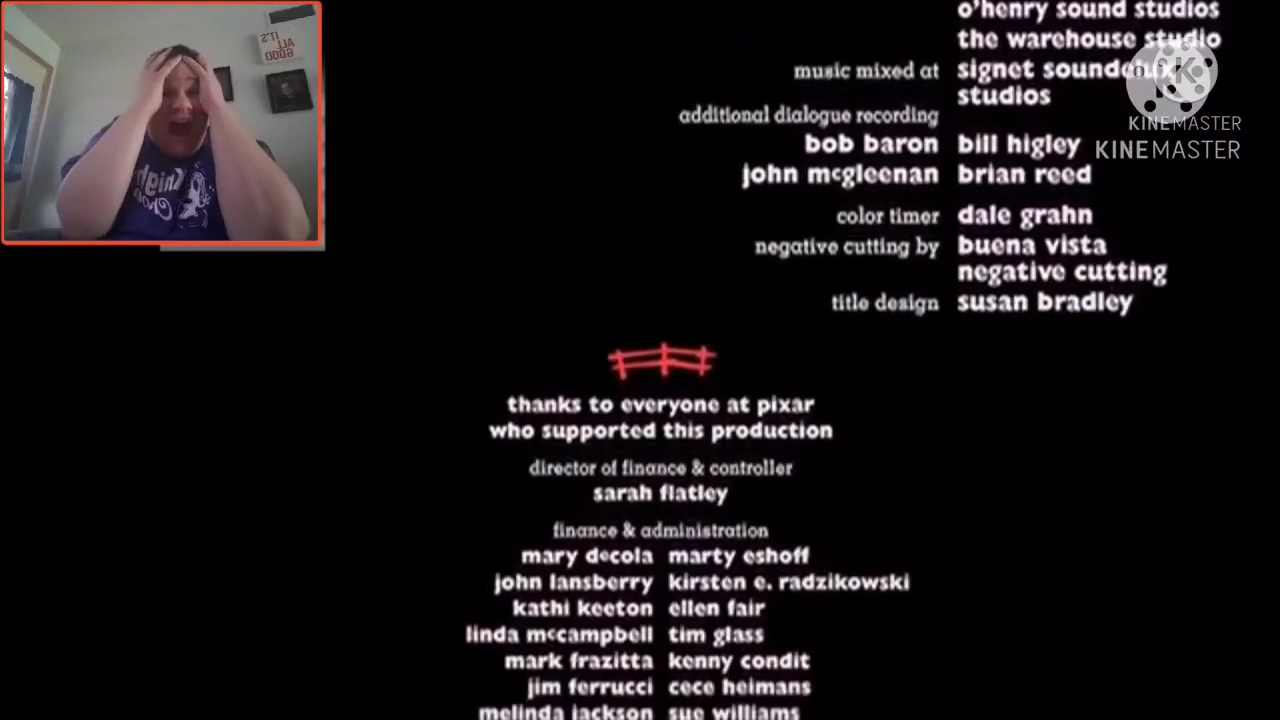 IT'S
ALL
GOOD
o'henry sound studios
the warehouse studio
music mixed at signet soundelux
studios
additional dialogue recording
bob baron bill higley
john mcgleenan brian reed
color timer dale grahn
negative cutting by buena vista
negative cutting
title design susan bradley
KINEMASTER
KINEMASTER
thanks to everyone at pixar
who supported this production
director of finance & controller
sarah flatley
finance & administration
mary decola marty eshoff
john lansberry kirsten e. radzikowski
kathi keeton ellen fair
linda mccampbell tim glass
mark frazitta kenny condit
jim ferrucci cece heimans
melinda jackson sue williams